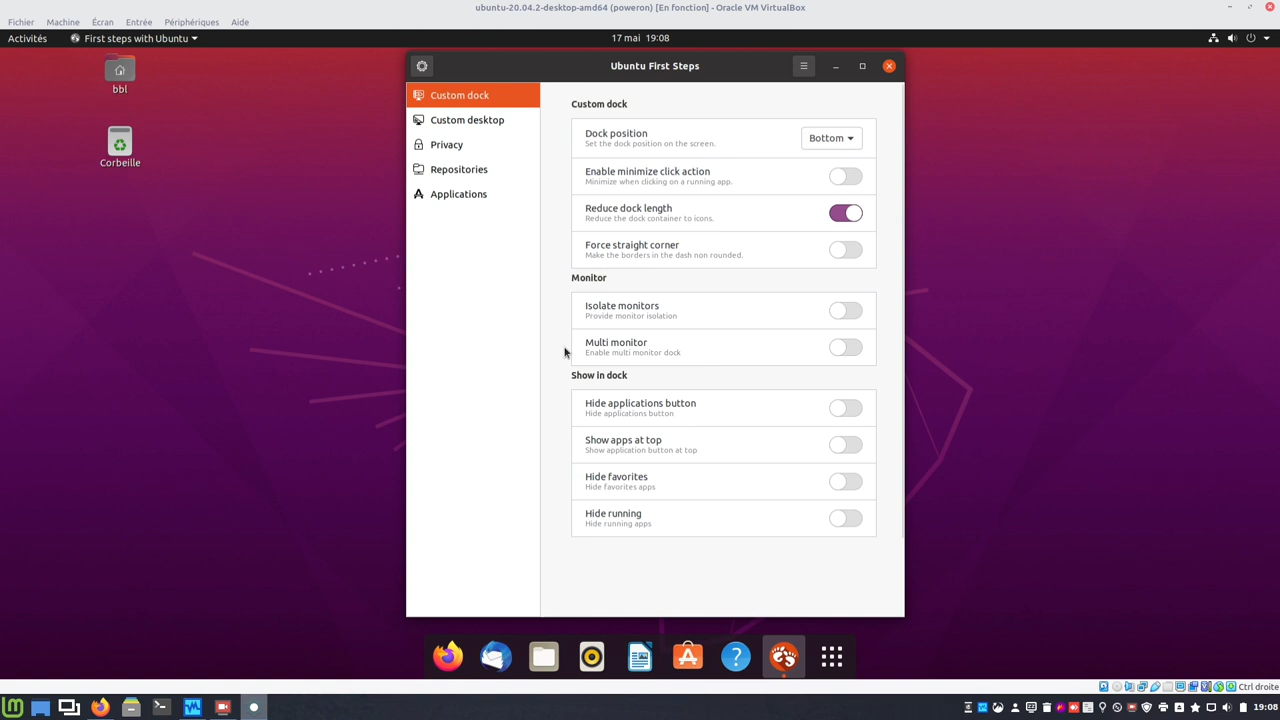 ubuntu-20.04.2-desktop-amd64 (poweron) [En fonction] - Oracle VM VirtualBox
Fichier Machine Écran Entrée Périphériques Aide
Activités First steps with Ubuntu 17 mai 19:08
bbl
Corbeille
Ubuntu First Steps
Custom dock
Custom desktop
Privacy
Repositories
Applications
Custom dock
Dock position
Set the dock position on the screen.
Bottom
Enable minimize click action
Minimize when clicking on a running app.
Reduce dock length
Reduce the dock container to icons.
Force straight corner
Make the borders in the dash non rounded.
Monitor
Isolate monitors
Provide monitor isolation
Multi monitor
Enable multi monitor dock
Show in dock
Hide applications button
Hide applications button
Show apps at top
Show application button at top
Hide favorites
Hide favorites apps
Hide running
Hide running apps
Ctrl droite
19:08